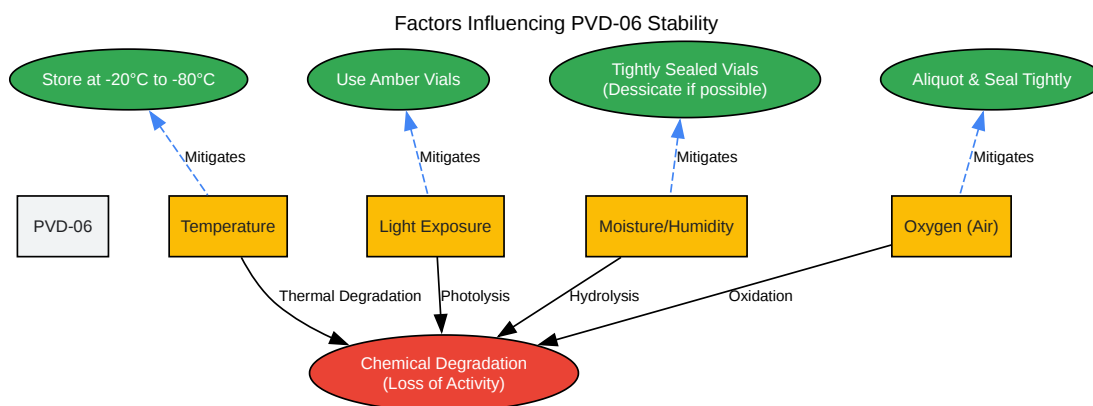 Factors Influencing PVD-06 Stability
Store at -20°C to -80°C
Use Amber Vials
Tightly Sealed Vials
(Dessicate if possible)
Aliquot & Seal Tightly
Mitigates
Mitigates
Mitigates
Mitigates
PVD-06
Temperature
Light Exposure
Moisture/Humidity
Oxygen (Air)
Thermal Degradation
Photolysis
Hydrolysis
Oxidation
Chemical Degradation
(Loss of Activity)